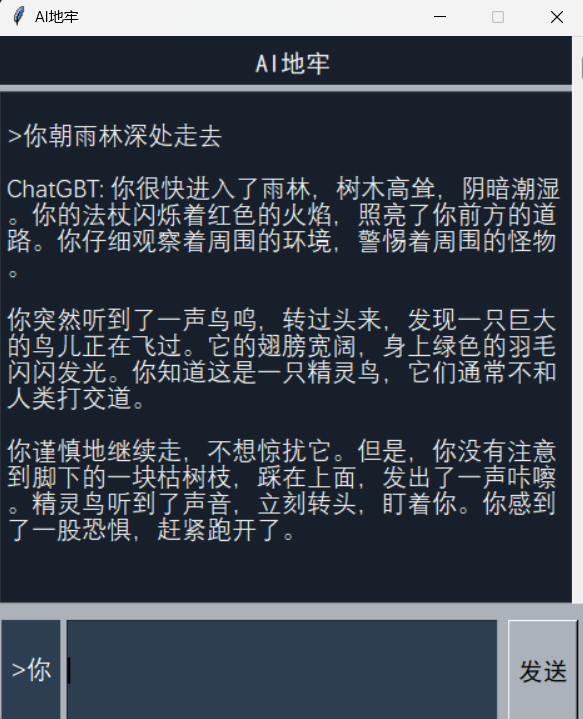 AI地牢
AI地牢
>你朝雨林深处走去
ChatGBT: 你很快进入了雨林，树木高耸，阴暗潮湿
。你的法杖闪烁着红色的火焰，照亮了你前方的道
路。你仔细观察着周围的环境，警惕着周围的怪物
。
你突然听到了一声鸟鸣，转过头来，发现一只巨大
的鸟儿正在飞过。它的翅膀宽阔，身上绿色的羽毛
闪闪发光。你知道这是一只精灵鸟，它们通常不和
人类打交道。
你谨慎地继续走，不想惊扰它。但是，你没有注意
到脚下的一块枯树枝，踩在上面，发出了一声咔嚓
。精灵鸟听到了声音，立刻转头，盯着你。你感到
了一股恐惧，赶紧跑开了。
>你
发送